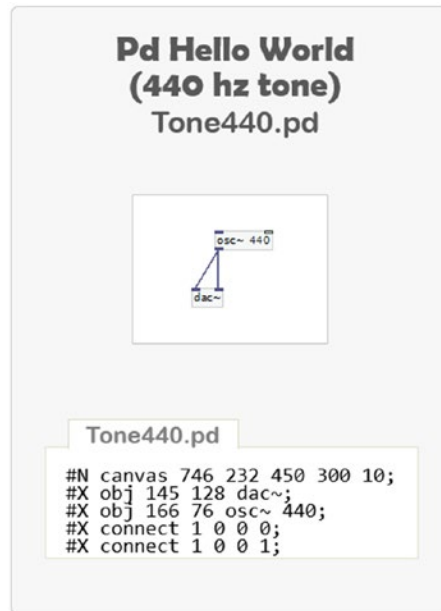 Pd Hello World
(440 hz tone)
Tone440.pd
osc~ 440
dac~
Tone440.pd
#N canvas 746 232 450 300 10;
#X obj 145 128 dac~;
#X obj 166 76 osc~ 440;
#X connect 1 0 0 0;
#X connect 1 0 0 1;